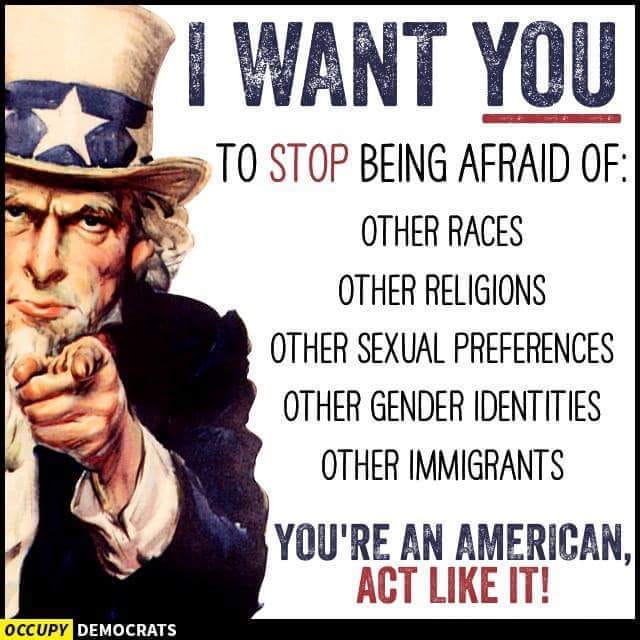 I WANT YOU
TO STOP BEING AFRAID OF:
OTHER RACES
OTHER RELIGIONS
OTHER SEXUAL PREFERENCES
OTHER GENDER IDENTITIES
OTHER IMMIGRANTS
YOU'RE AN AMERICAN,
ACT LIKE IT!
OCCUPY DEMOCRATS